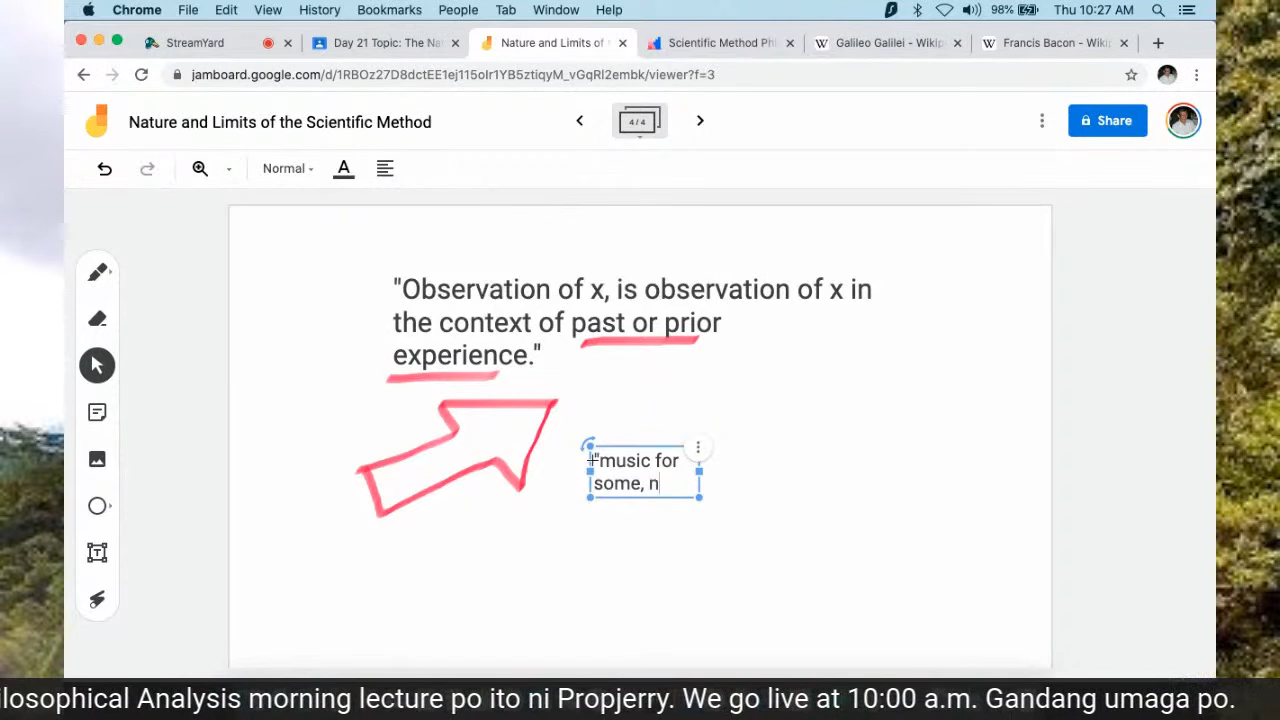 Chrome File Edit View History Bookmarks People Tab Window Help 98% Thu 10:27 AM
StreamYard Day 21 Topic: The Na Nature and Limits of Scientific Method Galileo Galilei - Wikip Francis Bacon - Wikip
jamboard.google.com/d/1RBOz27D8dctEE1ej115oIr1YB5ztiqyM_vGqRI2embk/viewer?f=3
Nature and Limits of the Scientific Method
4/4
Share
Normal A
"Observation of x, is observation of x in
the context of past or prior
experience."
"music for
some, n
T
ilosophical Analysis morning lecture po ito ni Propjerry. We go live at 10:00 a.m. Gandang umaga po.